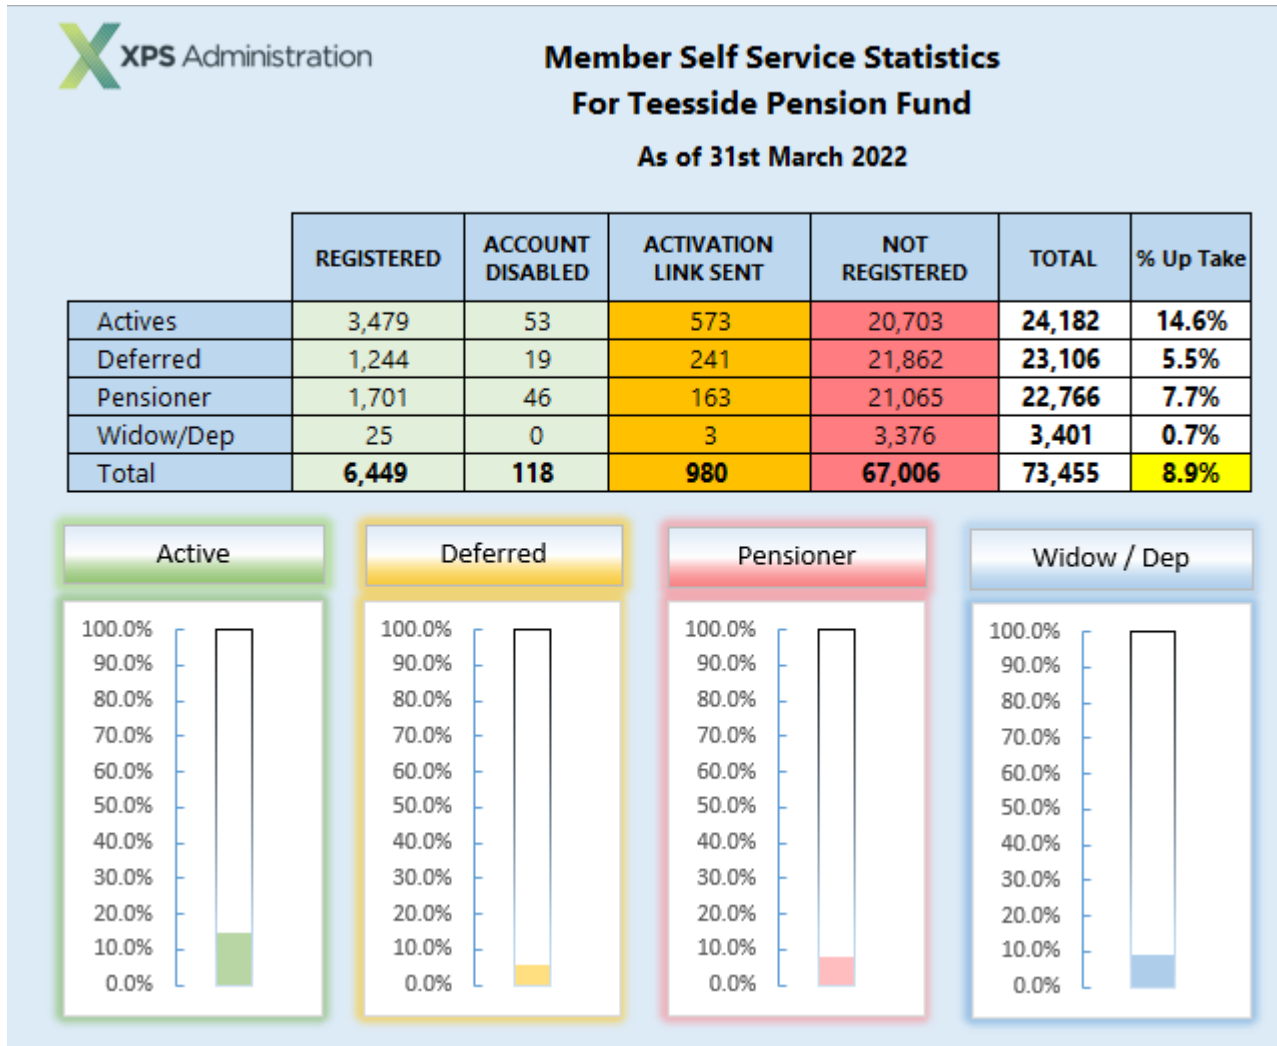 XPS Administration
Member Self Service Statistics
For Teesside Pension Fund
As of 31st March 2022
REGISTERED ACCOUNT DISABLED ACTIVATION LINK SENT NOT REGISTERED TOTAL % Up Take
Actives 3,479 53 573 20,703 24,182 14.6%
Deferred 1,244 19 241 21,862 23,106 5.5%
Pensioner 1,701 46 163 21,065 22,766 7.7%
Widow/Dep 25 0 3 3,376 3,401 0.7%
Total 6,449 118 980 67,006 73,455 8.9%
Active Deferred Pensioner Widow / Dep
100.0% 100.0% 100.0% 100.0%
90.0% 90.0% 90.0% 90.0%
80.0% 80.0% 80.0% 80.0%
70.0% 70.0% 70.0% 70.0%
60.0% 60.0% 60.0% 60.0%
50.0% 50.0% 50.0% 50.0%
40.0% 40.0% 40.0% 40.0%
30.0% 30.0% 30.0% 30.0%
20.0% 20.0% 20.0% 20.0%
10.0% 10.0% 10.0% 10.0%
0.0% 0.0% 0.0% 0.0%